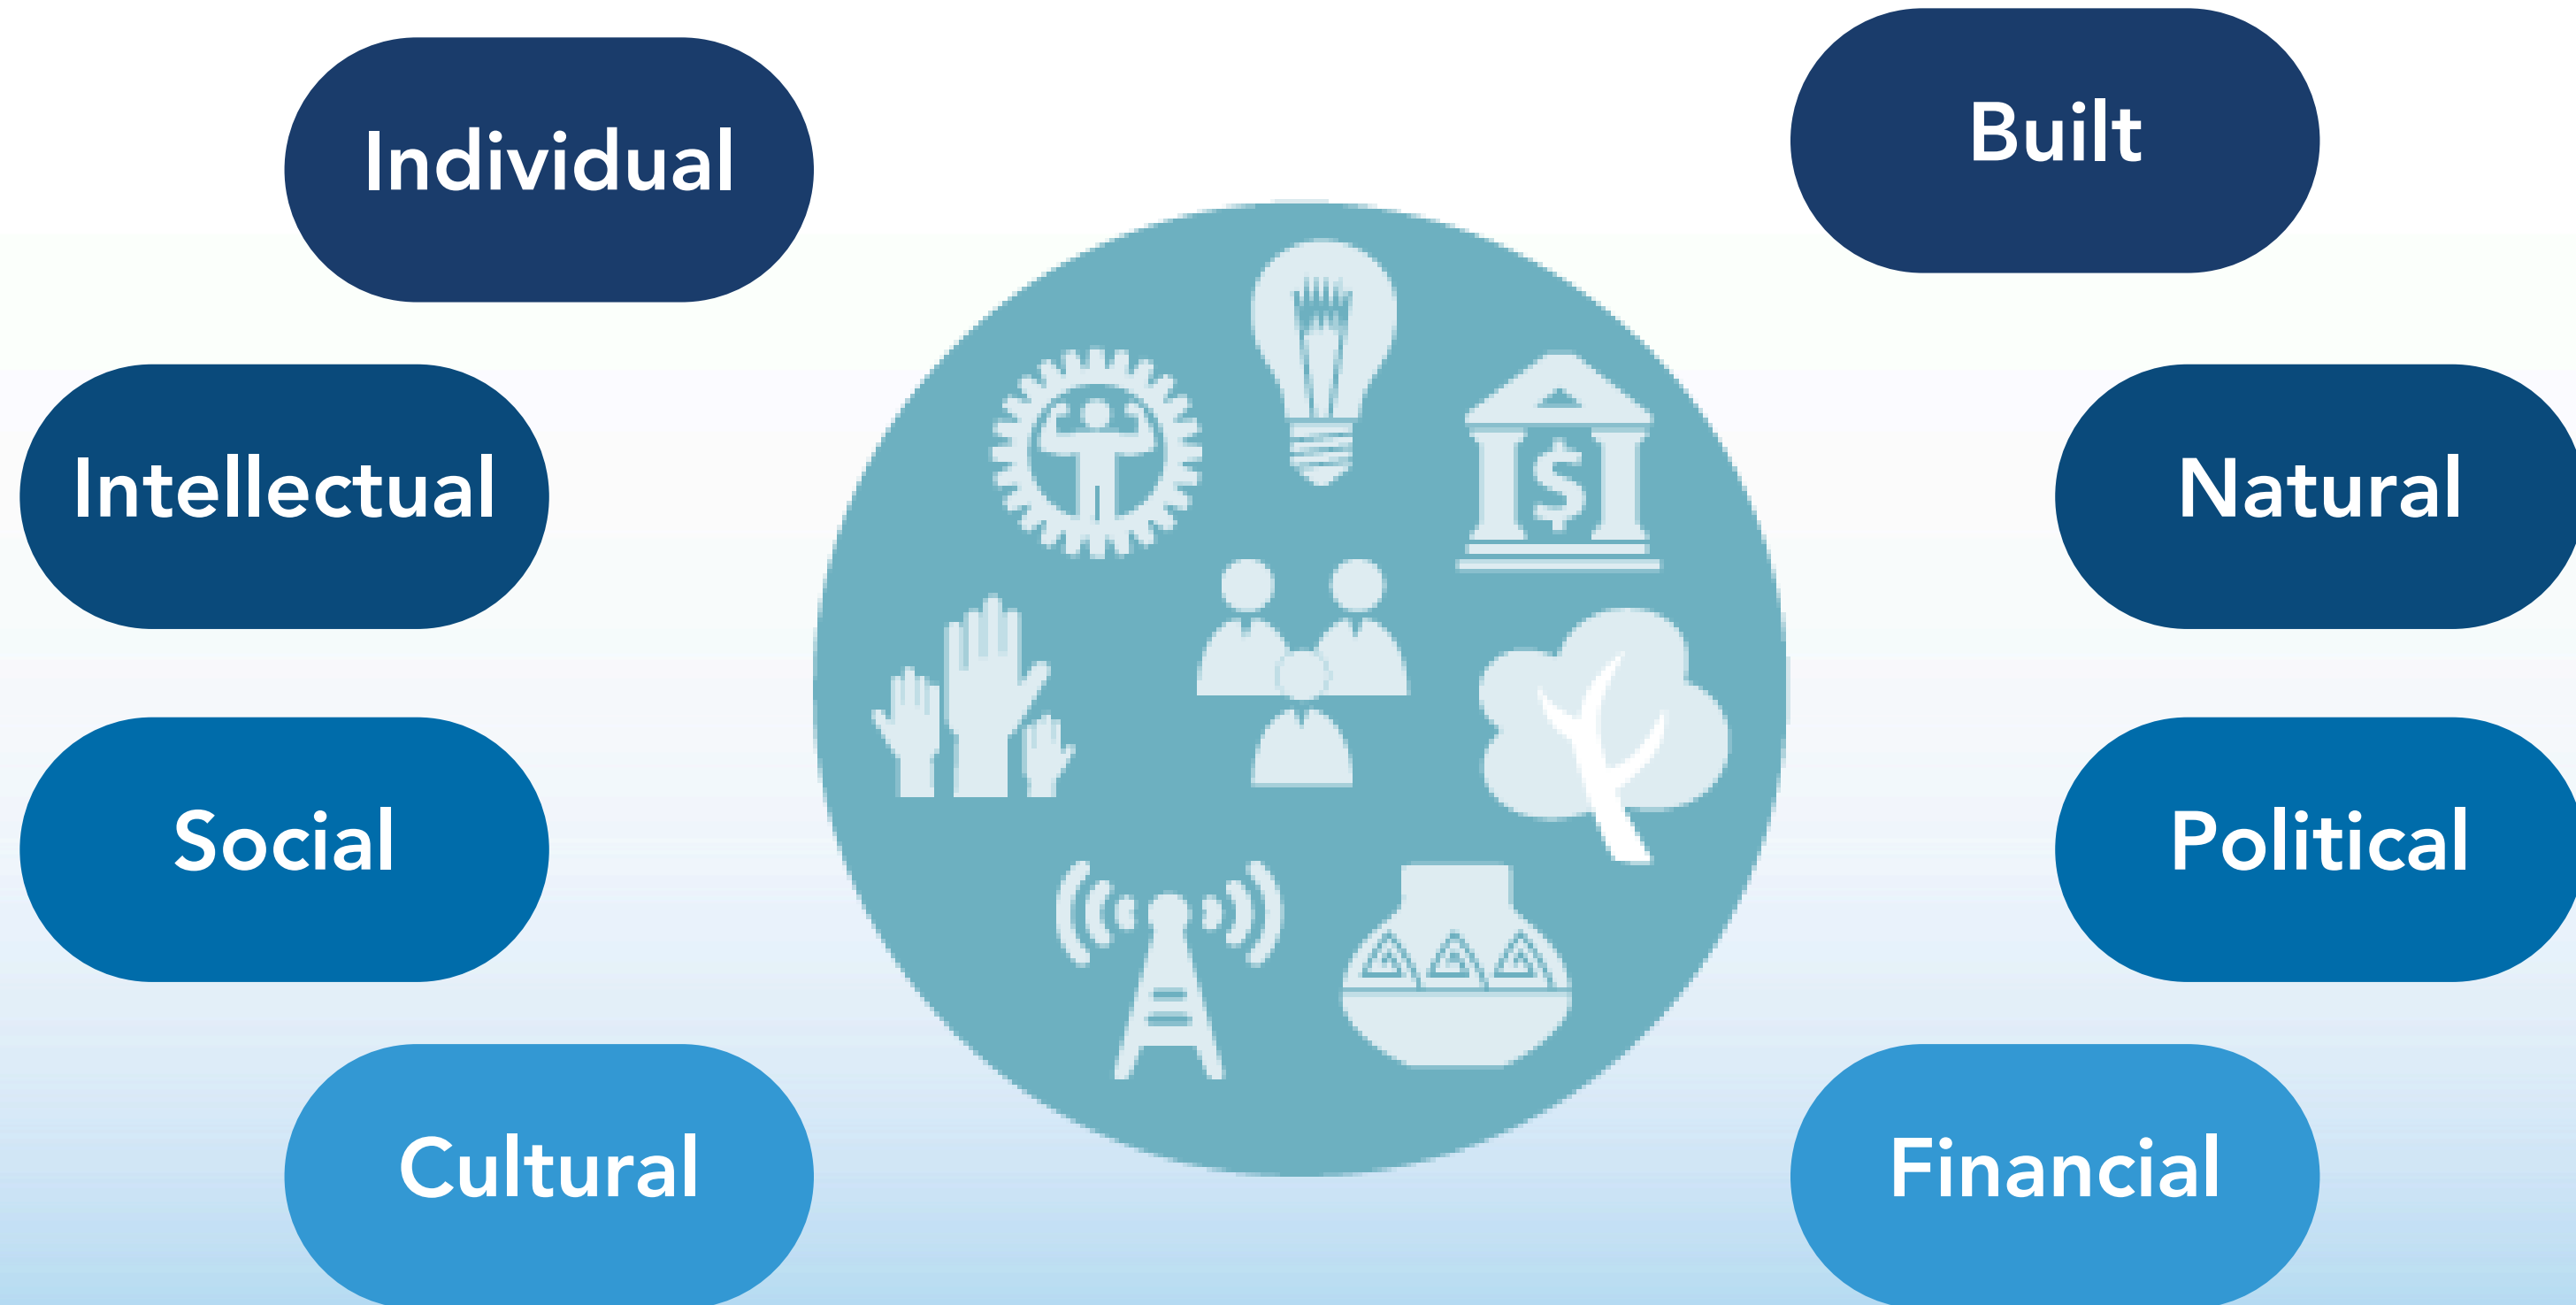 Individual
Intellectual
Social
Cultural
Built
Natural
Political
Financial
$